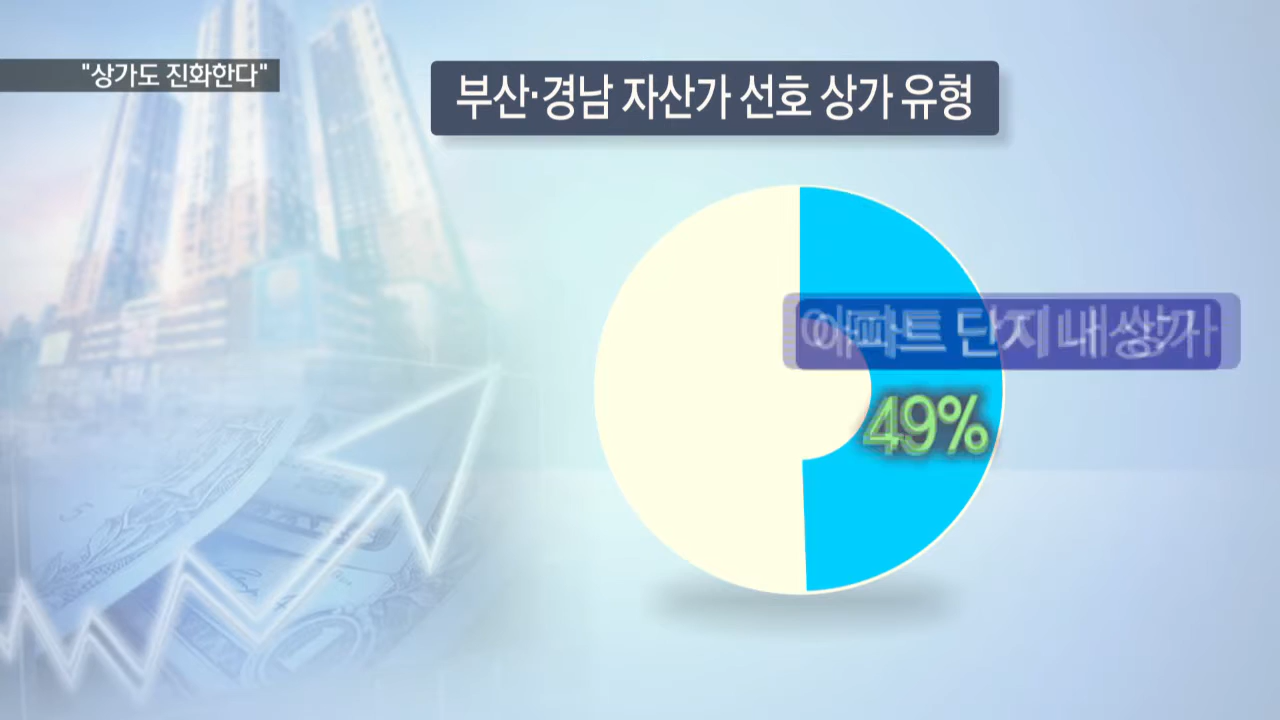 "상가도 진화한다"
부산·경남 자산가 선호 상가 유형
아파트 단지 내 상가
49%